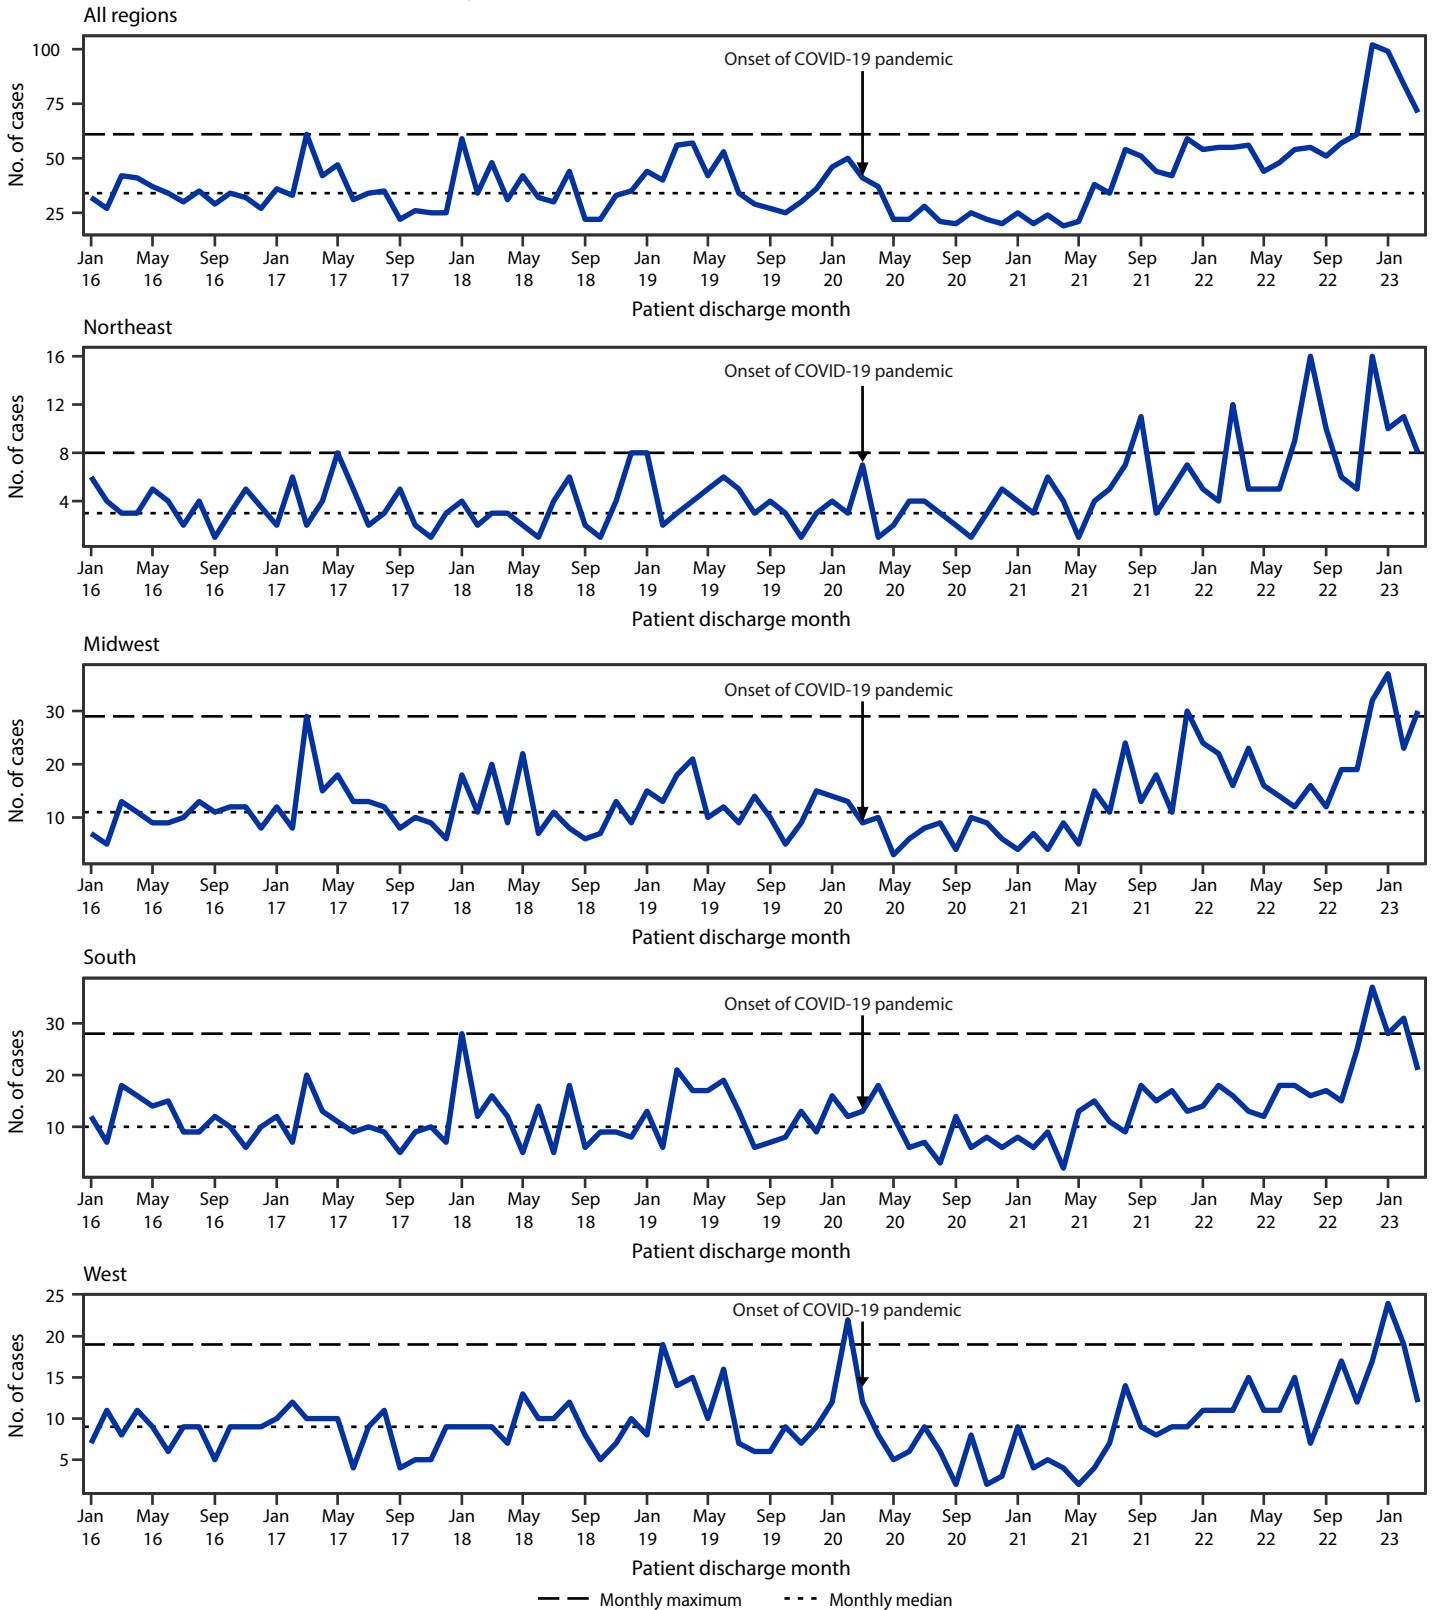 All regions
No. of cases
100
75
50
25
Onset of COVID-19 pandemic
Jan May Sep Jan May Sep Jan May Sep Jan May Sep Jan May Sep Jan May Sep Jan May Sep Jan
16 16 16 17 17 17 18 18 18 19 19 19 20 20 20 21 21 21 22 22 22 23
Patient discharge month
Northeast
No. of cases
16
12
8
4
Onset of COVID-19 pandemic
Jan May Sep Jan May Sep Jan May Sep Jan May Sep Jan May Sep Jan May Sep Jan May Sep Jan
16 16 16 17 17 17 18 18 18 19 19 19 20 20 20 21 21 21 22 22 22 23
Patient discharge month
Midwest
No. of cases
30
20
10
Onset of COVID-19 pandemic
Jan May Sep Jan May Sep Jan May Sep Jan May Sep Jan May Sep Jan May Sep Jan May Sep Jan
16 16 16 17 17 17 18 18 18 19 19 19 20 20 20 21 21 21 22 22 22 23
Patient discharge month
South
No. of cases
30
20
10
Onset of COVID-19 pandemic
Jan May Sep Jan May Sep Jan May Sep Jan May Sep Jan May Sep Jan May Sep Jan May Sep Jan
16 16 16 17 17 17 18 18 18 19 19 19 20 20 20 21 21 21 22 22 22 23
Patient discharge month
West
No. of cases
25
20
15
10
5
Onset of COVID-19 pandemic
Jan May Sep Jan May Sep Jan May Sep Jan May Sep Jan May Sep Jan May Sep Jan May Sep Jan
16 16 16 17 17 17 18 18 18 19 19 19 20 20 20 21 21 21 22 22 22 23
Patient discharge month
Monthly maximum Monthly median